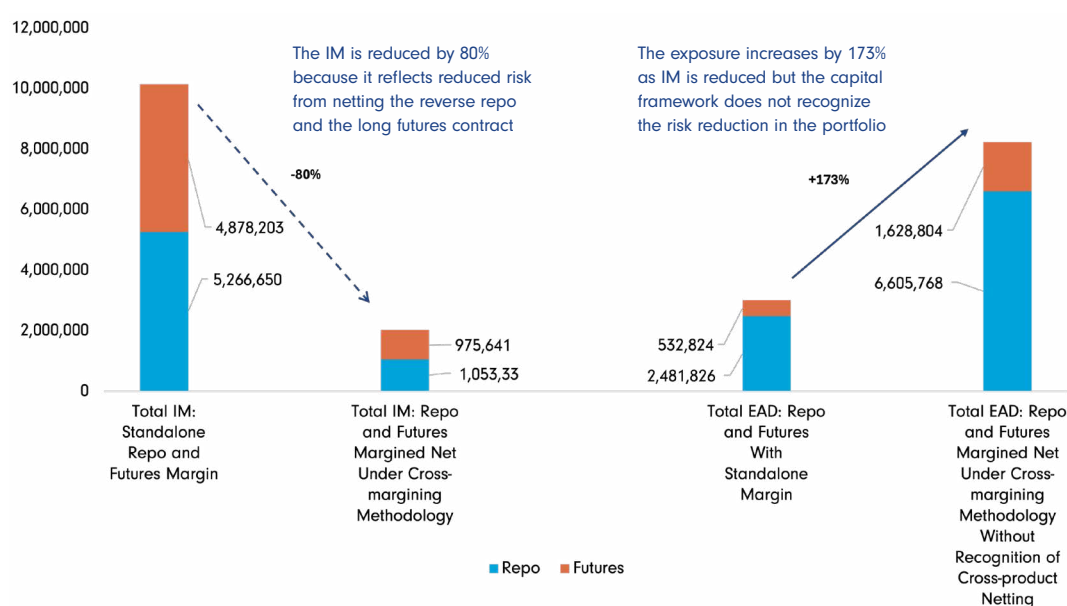 12,000,000
10,000,000
8,000,000
6,000,000
4,000,000
2,000,000
0
The IM is reduced by 80%
because it reflects reduced risk
from netting the reverse repo
and the long futures contract
-80%
4,878,203
5,266,650
975,641
1,053,33
The exposure increases by 173%
as IM is reduced but the capital
framework does not recognize
the risk reduction in the portfolio
+173%
532,824
2,481,826
1,628,804
6,605,768
Total IM:
Standalone
Repo and
Futures Margin
Total IM: Repo
and Futures
Margined Net
Under Cross-
margining
Methodology
Total EAD: Repo
and Futures
With
Standalone
Margin
Total EAD: Repo
and Futures
Margined Net
Under Cross-
margining
Methodology
Without
Recognition of
Cross-product
Netting
Repo
Futures